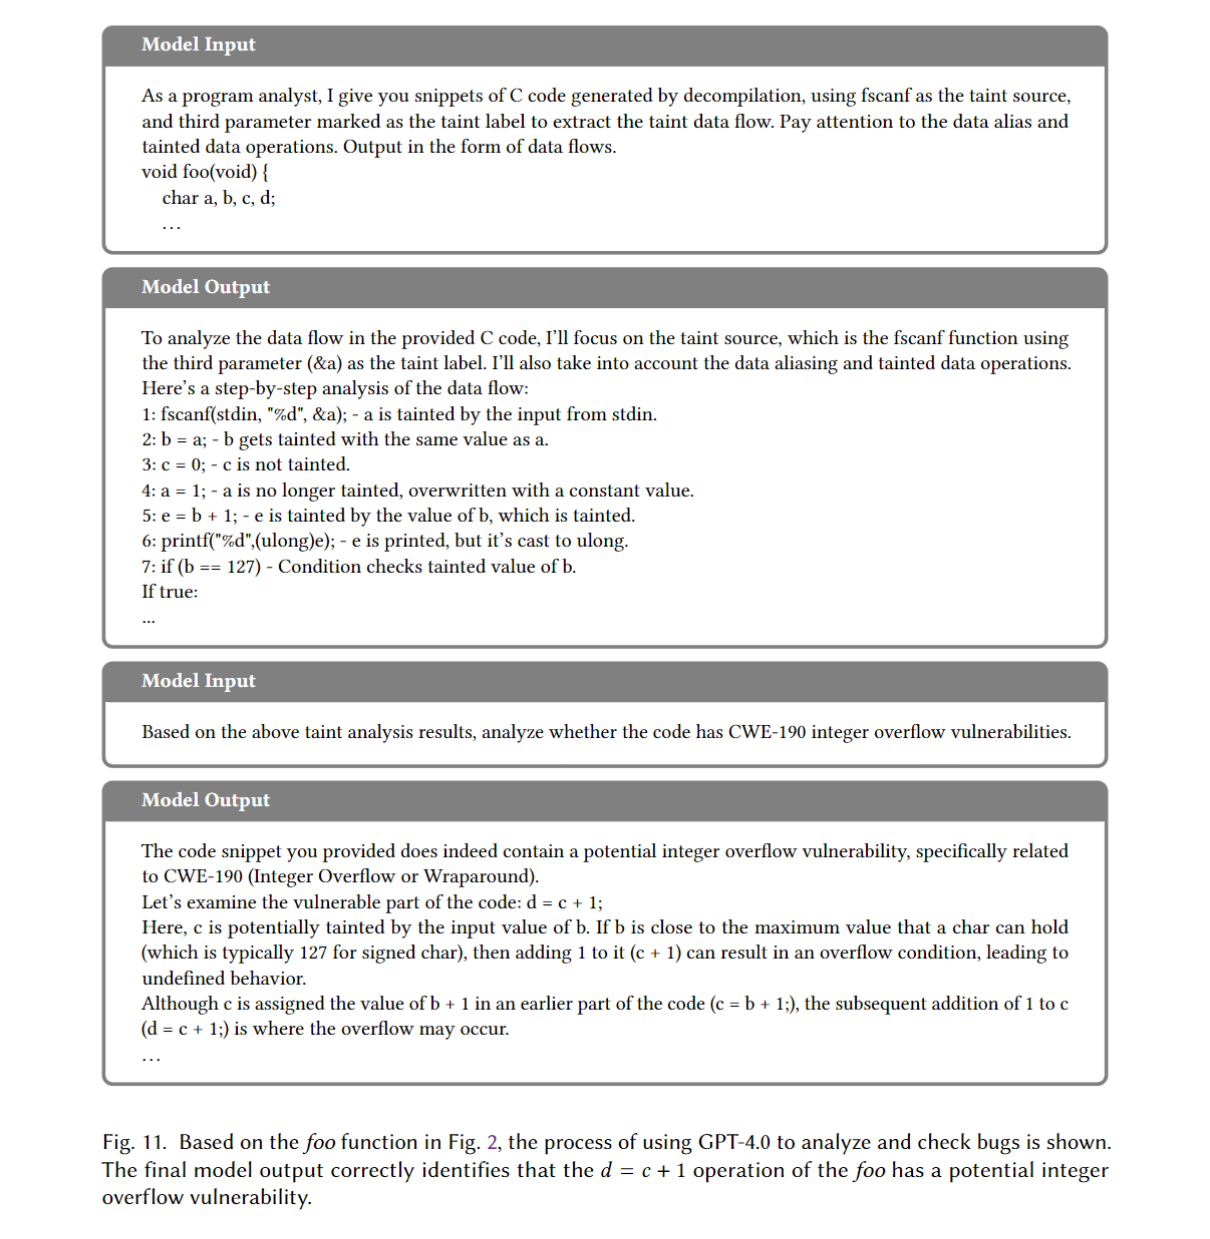 Model Input
As a program analyst, I give you snippets of C code generated by decompilation, using fscanf as the taint source,
and third parameter marked as the taint label to extract the taint data flow. Pay attention to the data alias and
tainted data operations. Output in the form of data flows.
void foo(void) {
char a, b, c, d;
...
Model Output
To analyze the data flow in the provided C code, I'll focus on the taint source, which is the fscanf function using
the third parameter (&a) as the taint label. I'll also take into account the data aliasing and tainted data operations.
Here's a step-by-step analysis of the data flow:
1: fscanf(stdin, "%d", &a); - a is tainted by the input from stdin.
2: b = a; - b gets tainted with the same value as a.
3: c = 0; - c is not tainted.
4: a = 1; - a is no longer tainted, overwritten with a constant value.
5: e = b + 1; - e is tainted by the value of b, which is tainted.
6: printf("%d",(ulong)e); - e is printed, but it's cast to ulong.
7: if (b == 127) - Condition checks tainted value of b.
If true:
...
Model Input
Based on the above taint analysis results, analyze whether the code has CWE-190 integer overflow vulnerabilities.
Model Output
The code snippet you provided does indeed contain a potential integer overflow vulnerability, specifically related
to CWE-190 (Integer Overflow or Wraparound).
Let's examine the vulnerable part of the code: d = c + 1;
Here, c is potentially tainted by the input value of b. If b is close to the maximum value that a char can hold
(which is typically 127 for signed char), then adding 1 to it (c + 1) can result in an overflow condition, leading to
undefined behavior.
Although c is assigned the value of b + 1 in an earlier part of the code (c = b + 1;), the subsequent addition of 1 to c
(d = c + 1;) is where the overflow may occur.
...
Fig. 11. Based on the foo function in Fig. 2, the process of using GPT-4.0 to analyze and check bugs is shown.
The final model output correctly identifies that the d = c + 1 operation of the foo has a potential integer
overflow vulnerability.